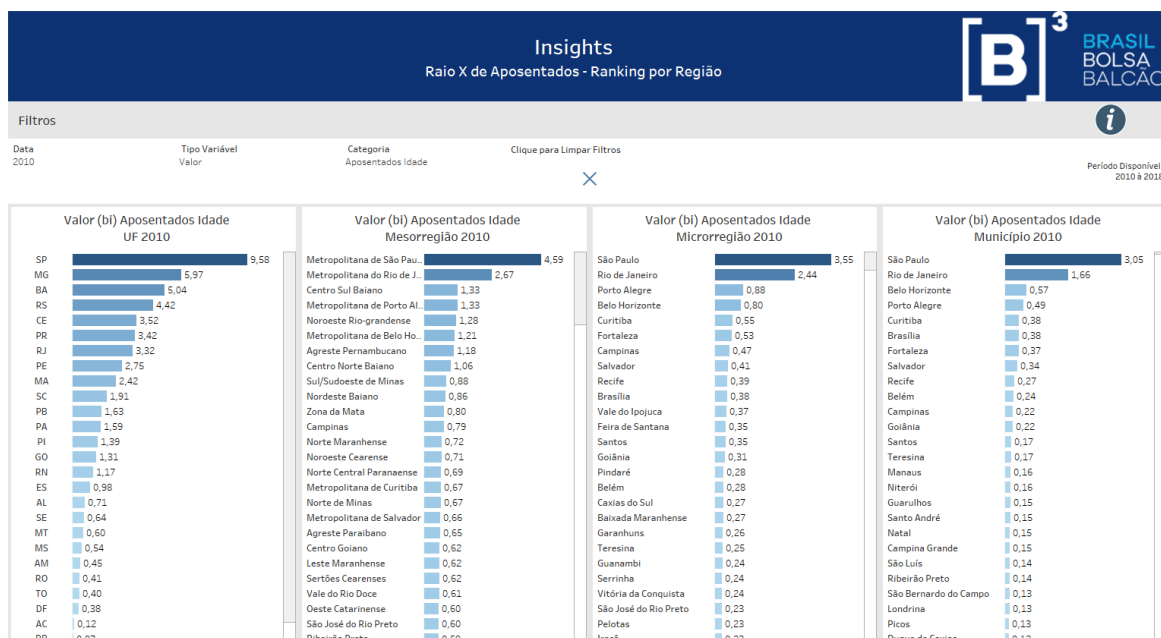 Insights
Raio X de Aposentados - Ranking por Região
[B]³
BRASIL
BOLSA
BALCÃO
Filtros
i
Data
2010
Tipo Variável
Valor
Categoria
Aposentados Idade
Clique para Limpar Filtros
Período Disponível
2010 à 2018
Valor (bi) Aposentados Idade
UF 2010
SP 9,58
MG 5,97
BA 5,04
RS 4,42
CE 3,52
PR 3,42
RJ 3,32
PE 2,75
MA 2,42
SC 1,91
PB 1,63
PA 1,59
PI 1,39
GO 1,31
RN 1,17
ES 0,98
AL 0,71
SE 0,64
MT 0,60
MS 0,54
AM 0,45
RO 0,41
TO 0,40
DF 0,38
AC 0,12
Valor (bi) Aposentados Idade
Mesorregião 2010
Metropolitana de São Pau.. 4,59
Metropolitana do Rio de J.. 2,67
Centro Sul Baiano 1,33
Metropolitana de Porto Al.. 1,33
Noroeste Rio-grandense 1,28
Metropolitana de Belo Ho.. 1,21
Agreste Pernambucano 1,18
Centro Norte Baiano 1,06
Sul/Sudoeste de Minas 0,88
Nordeste Baiano 0,86
Zona da Mata 0,80
Campinas 0,79
Norte Maranhense 0,72
Noroeste Cearense 0,71
Norte Central Paranaense 0,69
Metropolitana de Curitiba 0,67
Norte de Minas 0,67
Metropolitana de Salvador 0,66
Agreste Paraibano 0,65
Centro Goiano 0,62
Leste Maranhense 0,62
Sertões Cearenses 0,62
Vale do Rio Doce 0,61
Oeste Catarinense 0,60
São José do Rio Preto 0,60
Valor (bi) Aposentados Idade
Microrregião 2010
São Paulo 3,55
Rio de Janeiro 2,44
Porto Alegre 0,88
Belo Horizonte 0,80
Curitiba 0,55
Fortaleza 0,53
Campinas 0,47
Salvador 0,41
Recife 0,39
Brasília 0,38
Vale do Ipojuca 0,37
Feira de Santana 0,35
Santos 0,35
Goiânia 0,31
Pindaré 0,28
Belém 0,28
Caxias do Sul 0,27
Baixada Maranhense 0,27
Garanhuns 0,26
Teresina 0,25
Guanambi 0,24
Serrinha 0,24
Vitória da Conquista 0,24
São José do Rio Preto 0,23
Pelotas 0,23
Valor (bi) Aposentados Idade
Município 2010
São Paulo 3,05
Rio de Janeiro 1,66
Belo Horizonte 0,57
Porto Alegre 0,49
Curitiba 0,38
Brasília 0,38
Fortaleza 0,37
Salvador 0,34
Recife 0,27
Belém 0,24
Campinas 0,22
Goiânia 0,22
Santos 0,17
Teresina 0,17
Manaus 0,16
Niterói 0,16
Guarulhos 0,15
Santo André 0,15
Natal 0,15
Campina Grande 0,15
São Luís 0,14
Ribeirão Preto 0,14
São Bernardo do Campo 0,13
Londrina 0,13
Picos 0,13